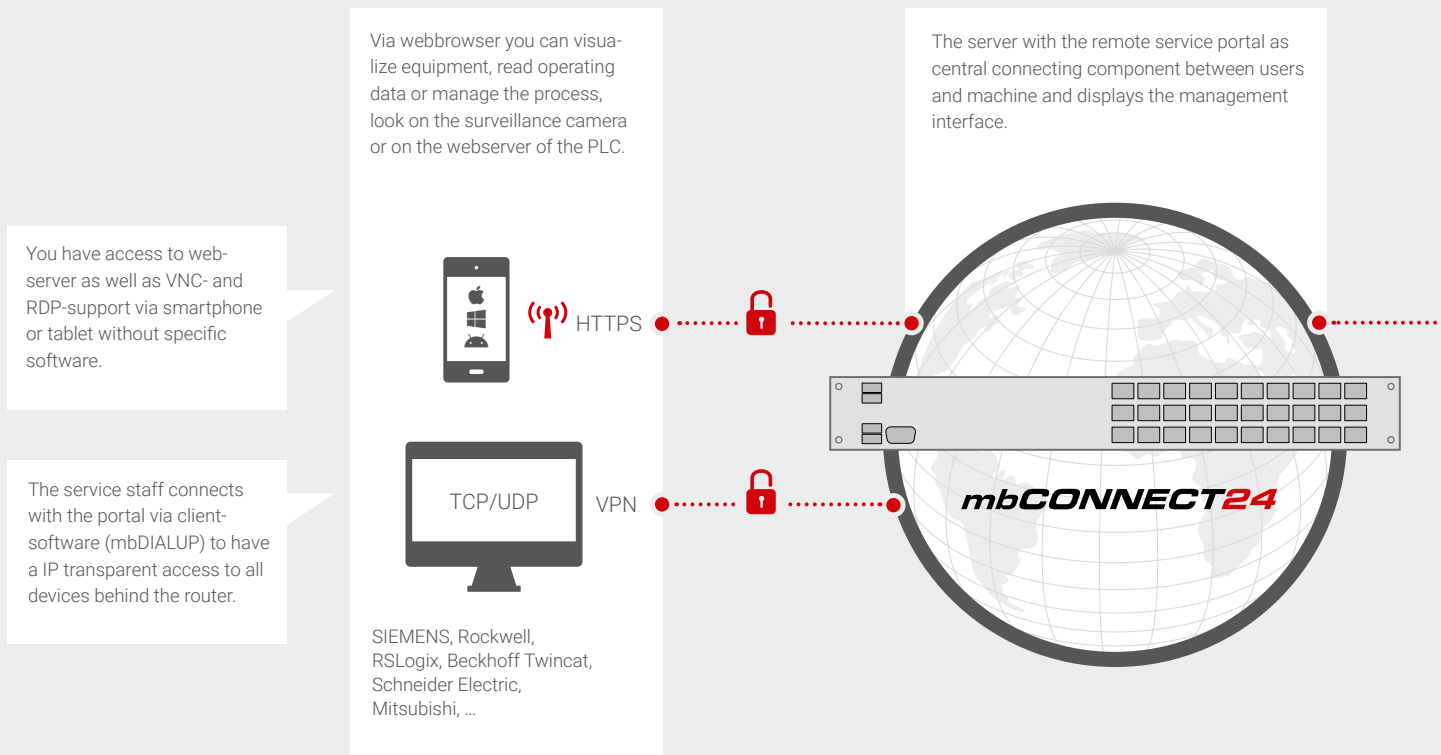 Via webbrowser you can visua-
lize equipment, read operating
data or manage the process,
look on the surveillance camera
or on the webserver of the PLC.
The server with the remote service portal as
central connecting component between users
and machine and displays the management
interface.
You have access to web-
server as well as VNC- and
RDP-support via smartphone
or tablet without specific
software.
HTTPS
The service staff connects
with the portal via client-
software (mbDIALUP) to have
a IP transparent access to all
devices behind the router.
TCP/UDP
VPN
mbCONNECT24
SIEMENS, Rockwell,
RSLogix, Beckhoff Twincat,
Schneider Electric,
Mitsubishi, ...